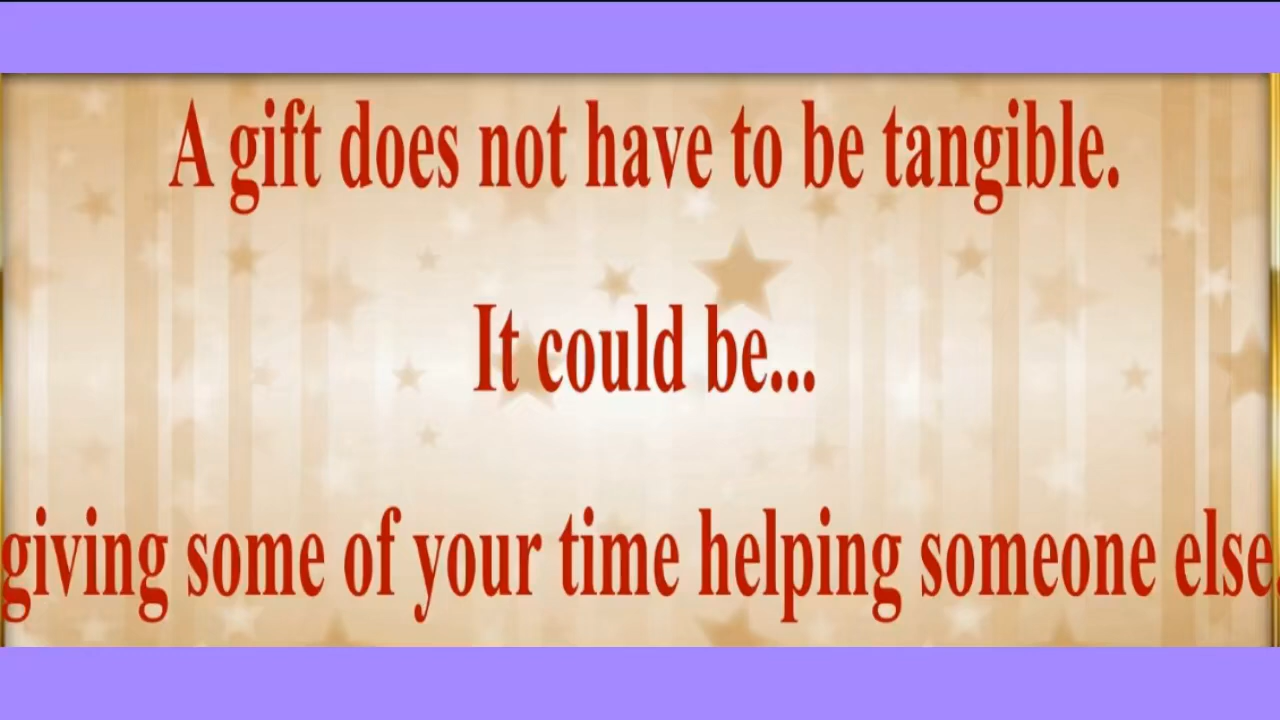 A gift does not have to be tangible.
It could be...
giving some of your time helping someone else.